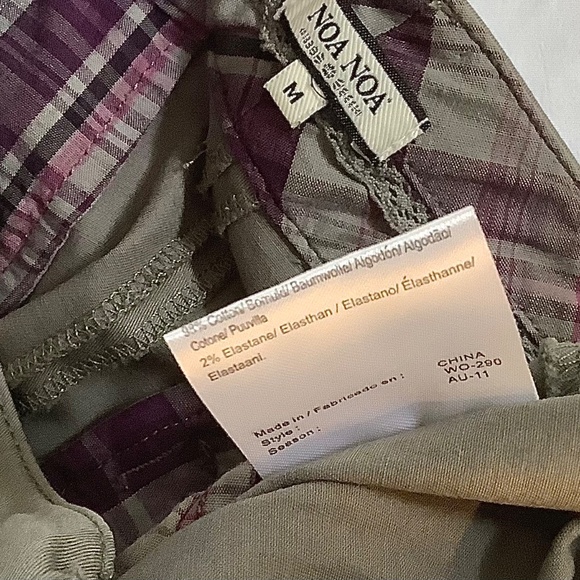 NOA NOA
M
98% Cotton/ Bomuld/ Baumwolle/ Algodón/ Algodão/
Cotone/ Puuvilla
2% Elastane/ Elasthan / Elastano/ Élasthanne/
Elastaani.
Made in / Fabricado en : CHINA
Style : WO-290
Season : AU-11